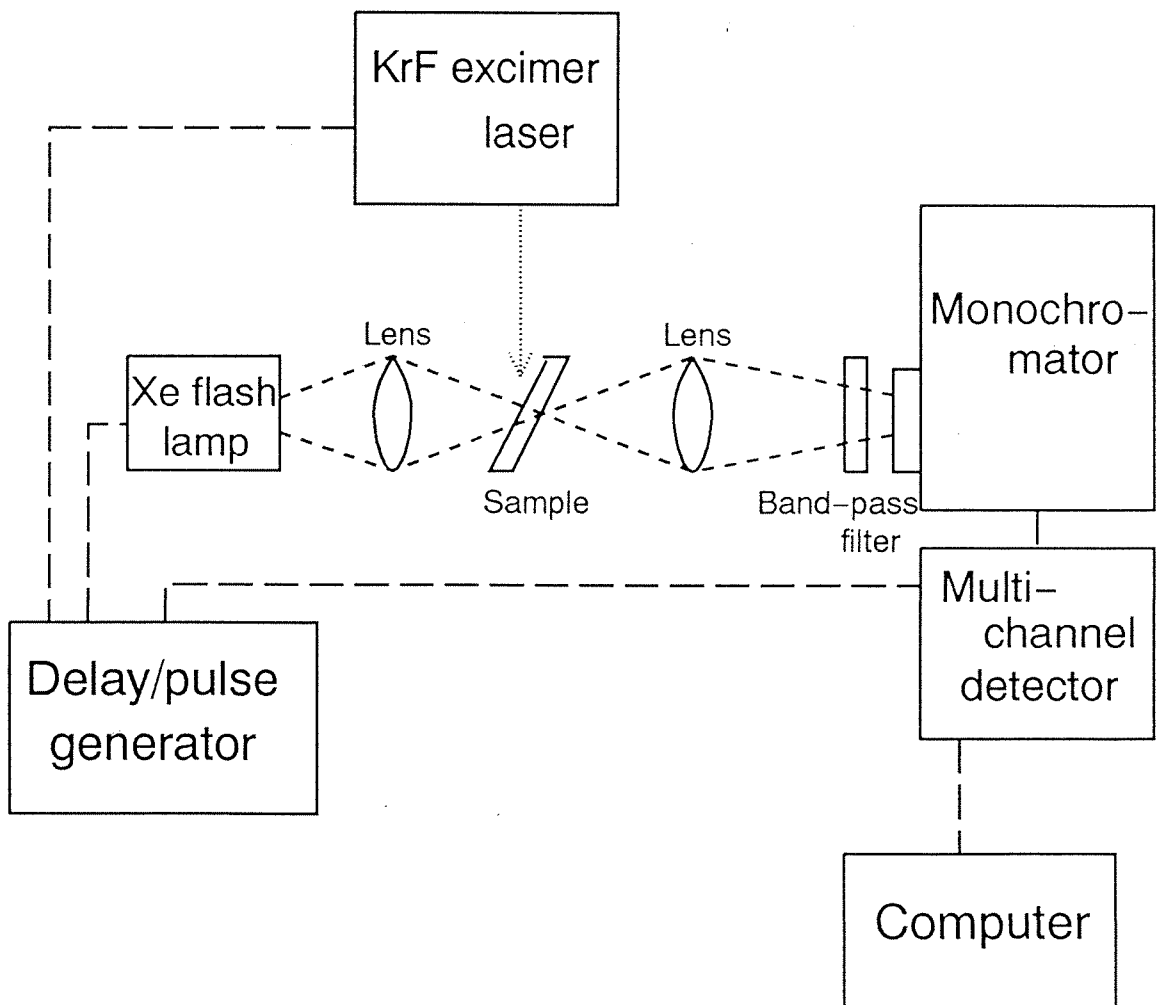 KrF excimer
laser
Lens
Lens
Monochro-
mator
Xe flash
lamp
Sample
Band-pass
filter
Multi-
channel
detector
Delay/pulse
generator
Computer